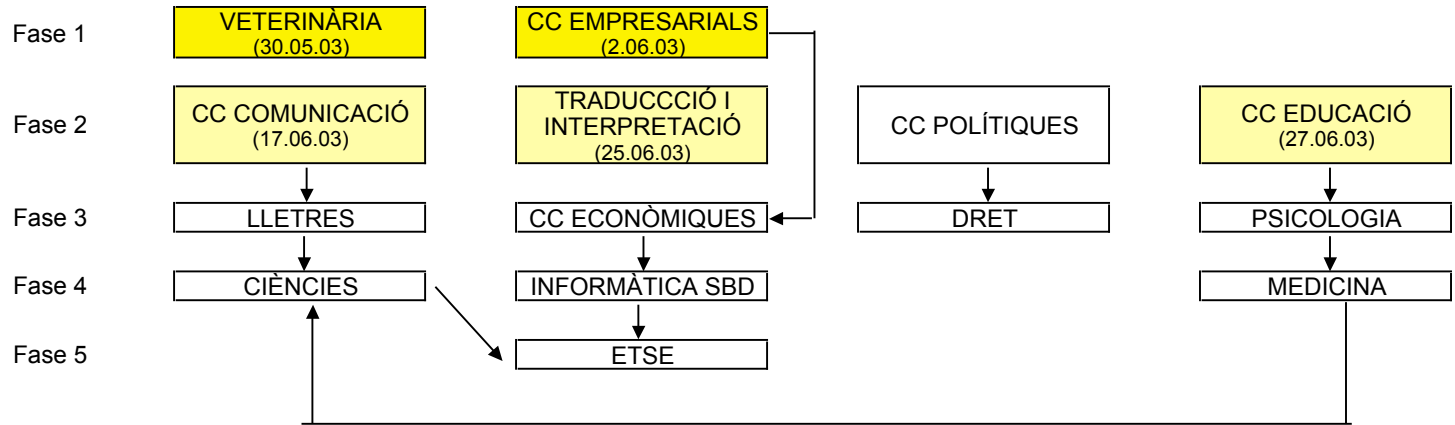 Fase 1
VETERINÀRIA
(30.05.03)
CC EMPRESARIALS
(2.06.03)
Fase 2
CC COMUNICACIÓ
(17.06.03)
TRADUCCCIÓ I
INTERPRETACIÓ
(25.06.03)
CC POLÍTIQUES
CC EDUCACIÓ
(27.06.03)
Fase 3
LLETRES
CC ECONÒMIQUES
DRET
PSICOLOGIA
Fase 4
CIÈNCIES
INFORMÀTICA SBD
MEDICINA
Fase 5
ETSE